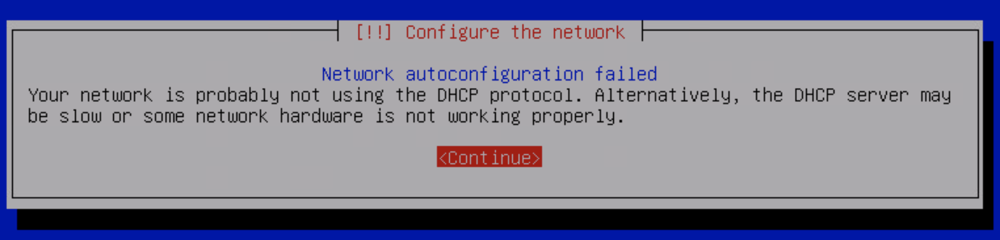 [!!] Configure the network
Network autoconfiguration failed
Your network is probably not using the DHCP protocol. Alternatively, the DHCP server may
be slow or some network hardware is not working properly.
<Continue>